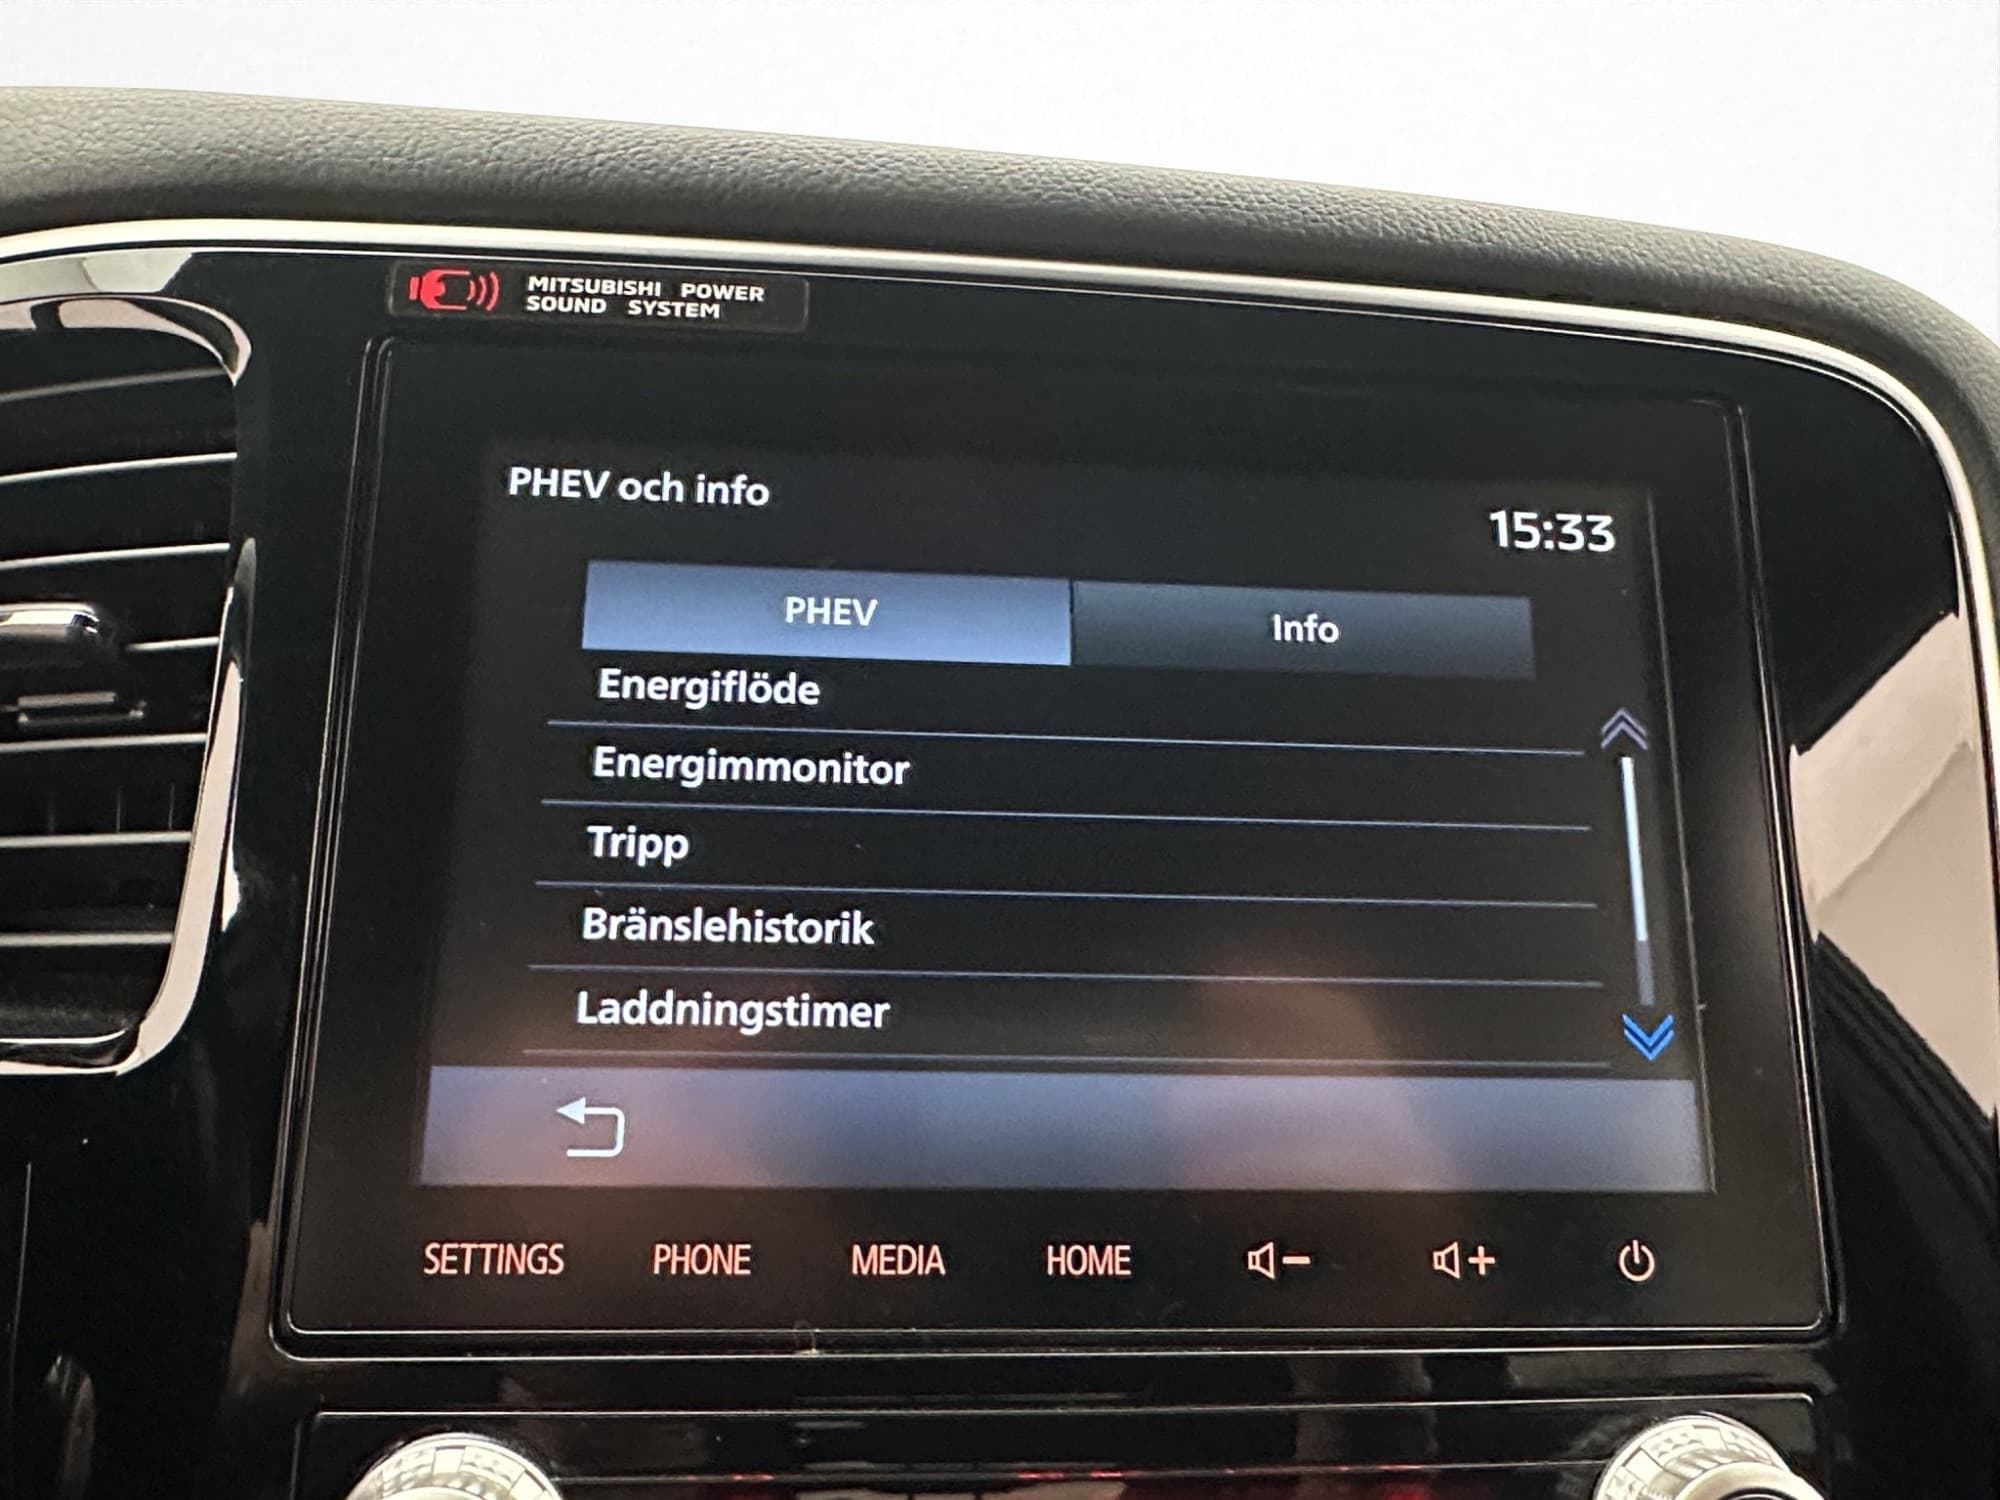 MITSUBISHI POWER
SOUND SYSTEM
PHEV och info
15:33
PHEV
Info
Energiflöde
Energimmonitor
Tripp
Bränslehistorik
Laddningstimer
SETTINGS
PHONE
MEDIA
HOME